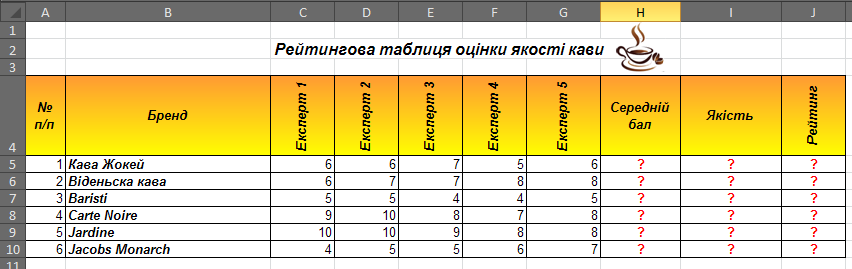 A B C D E F G H I J
1
2 Рейтингова таблиця оцінки якості кави
3
4 № п/п Бренд Експерт 1 Експерт 2 Експерт 3 Експерт 4 Експерт 5 Середній бал Якість Рейтинг
5 1 Кава Жокей 6 6 7 5 6 ? ? ?
6 2 Віденьска кава 6 7 7 8 8 ? ? ?
7 3 Baristi 5 5 4 4 5 ? ? ?
8 4 Carte Noire 9 10 8 7 8 ? ? ?
9 5 Jardine 10 10 9 8 8 ? ? ?
10 6 Jacobs Monarch 4 5 5 6 7 ? ? ?
11